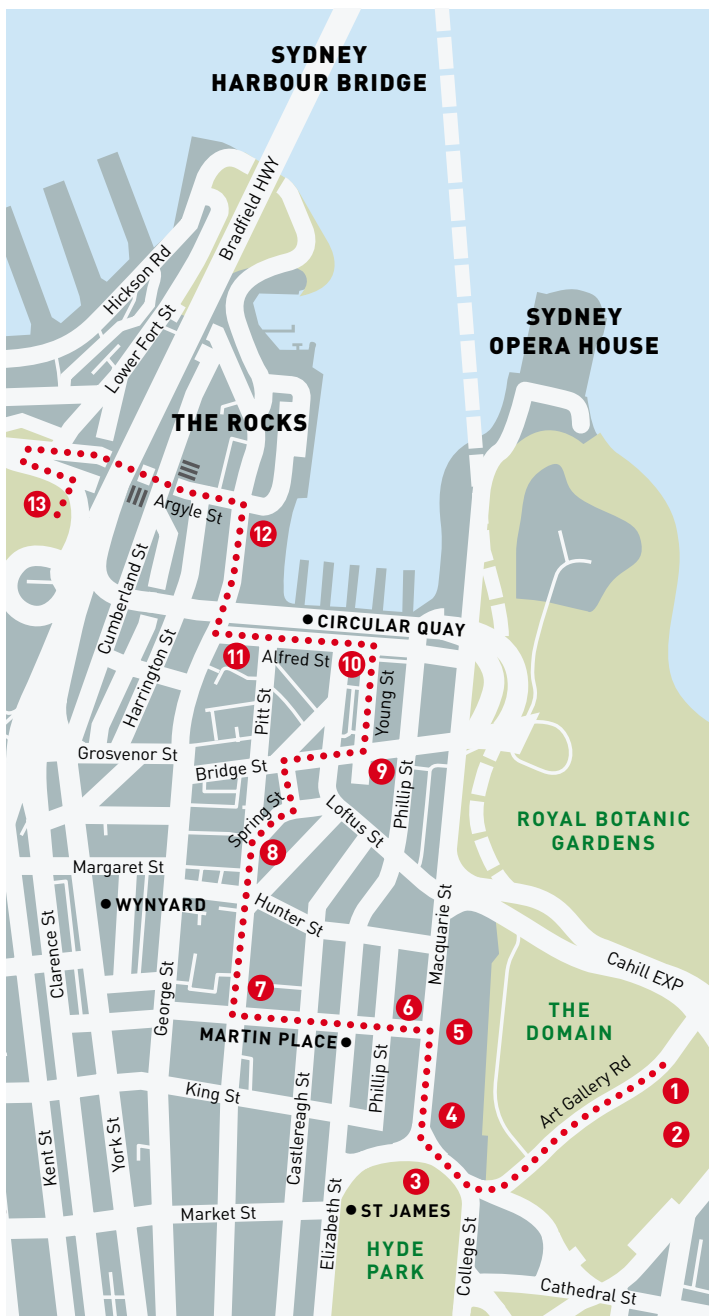 SYDNEY
HARBOUR BRIDGE
Bradfield HWY
Hickson Rd
Lower Fort St
SYDNEY
OPERA HOUSE
THE ROCKS
13
Argyle St
12
Cumberland St
CIRCULAR QUAY
Harrington St
11
Alfred St
10
Pitt St
Young St
Grosvenor St
Bridge St
9
Phillip St
Spring St
Loftus St
ROYAL BOTANIC
GARDENS
8
Margaret St
WYNYARD
Hunter St
Macquarie St
Clarence St
George St
Cahill EXP
7
6
5
THE
DOMAIN
MARTIN PLACE
Phillip St
Art Gallery Rd
1
King St
4
2
Castlereagh St
Kent St
York St
3
Market St
Elizabeth St
ST JAMES
College St
HYDE
PARK
Cathedral St